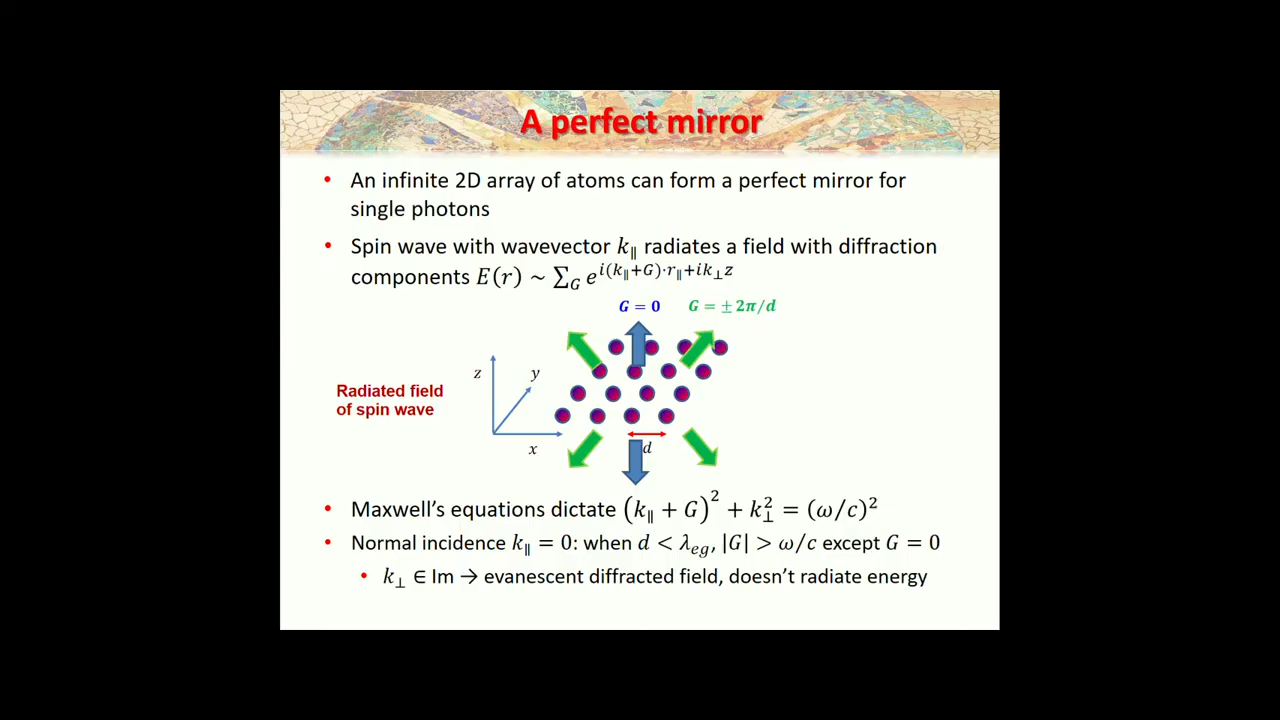 A perfect mirror
• An infinite 2D array of atoms can form a perfect mirror for
single photons
• Spin wave with wavevector k∥ radiates a field with diffraction
components E(r) ~ ∑_G e^{i(k∥+G)·r∥+ik⊥z}
G = 0
G = ± 2π/d
z
y
Radiated field
of spin wave
x
d
• Maxwell’s equations dictate (k∥ + G)² + k⊥² = (ω/c)²
• Normal incidence k∥ = 0: when d < λ_eg, |G| > ω/c except G = 0
• k⊥ ∈ Im → evanescent diffracted field, doesn’t radiate energy